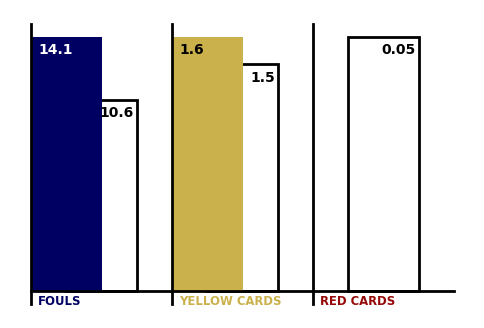 14.1
10.6
1.6
1.5
0.05
FOULS
YELLOW CARDS
RED CARDS